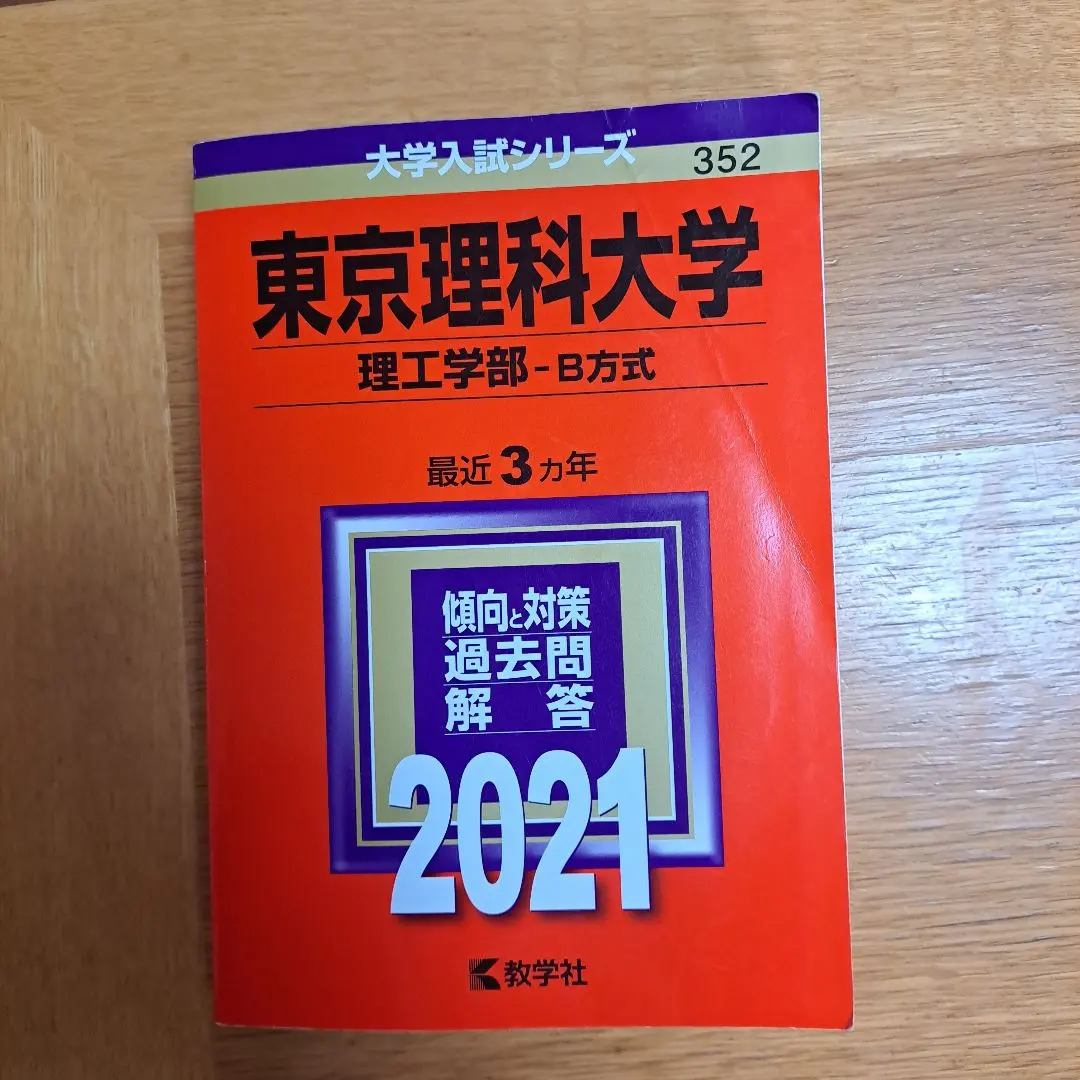 大学入試シリーズ 352
東京理科大学
理工学部-B方式
最近3カ年
傾向と対策
過去問
解答
2021
教学社